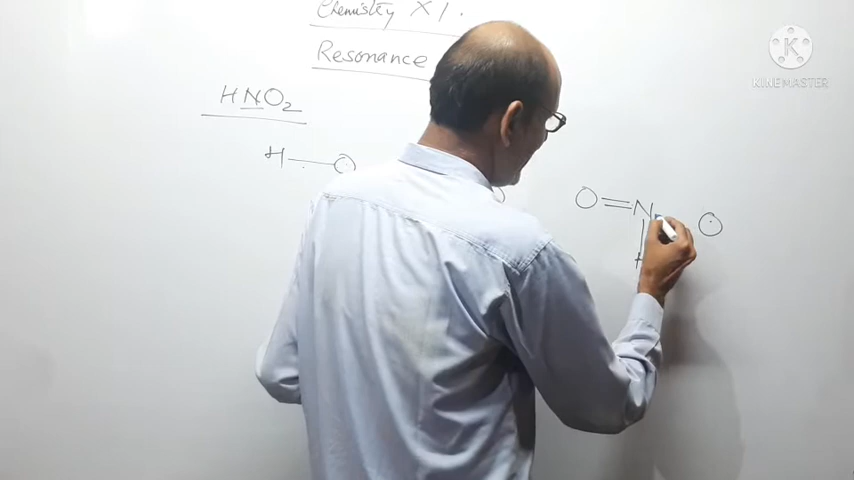 Chemistry XI.
Resonance
HNO2
H — O
O = N O
H
KINEMASTER